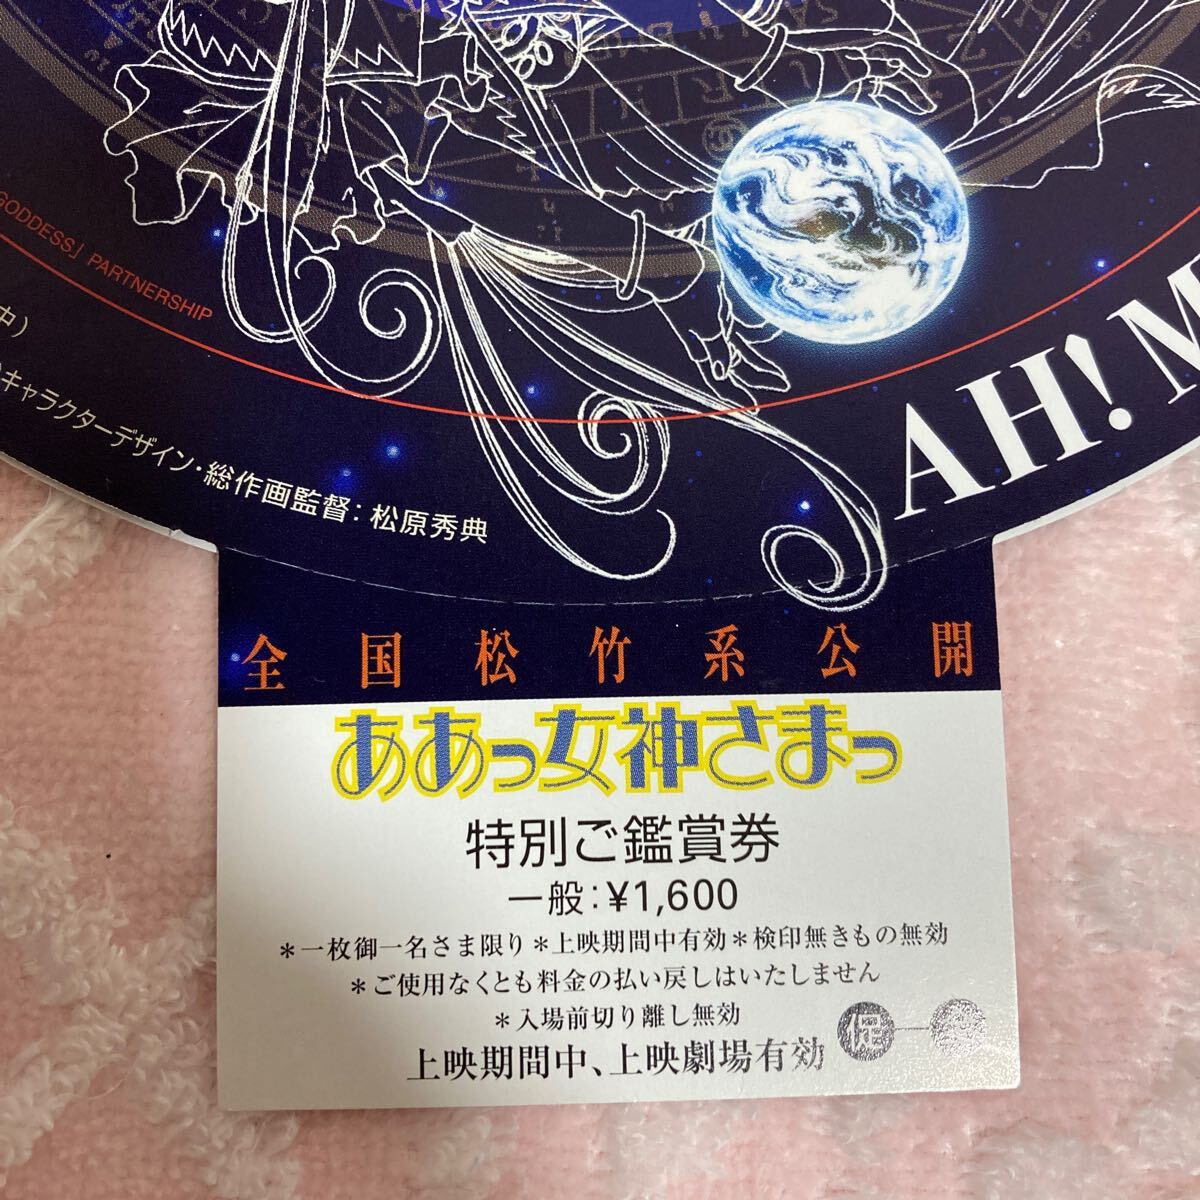 GODDESS」PARTNERSHIP
中）
キャラクターデザイン・総作画監督：松原秀典
AH! M
全国松竹系公開
ああっ女神さまっ
特別ご鑑賞券
一般：¥1,600
＊一枚御一名さま限り＊上映期間中有効＊検印無きもの無効
＊ご使用なくとも料金の払い戻しはいたしません
＊入場前切り離し無効
上映期間中、上映劇場有効